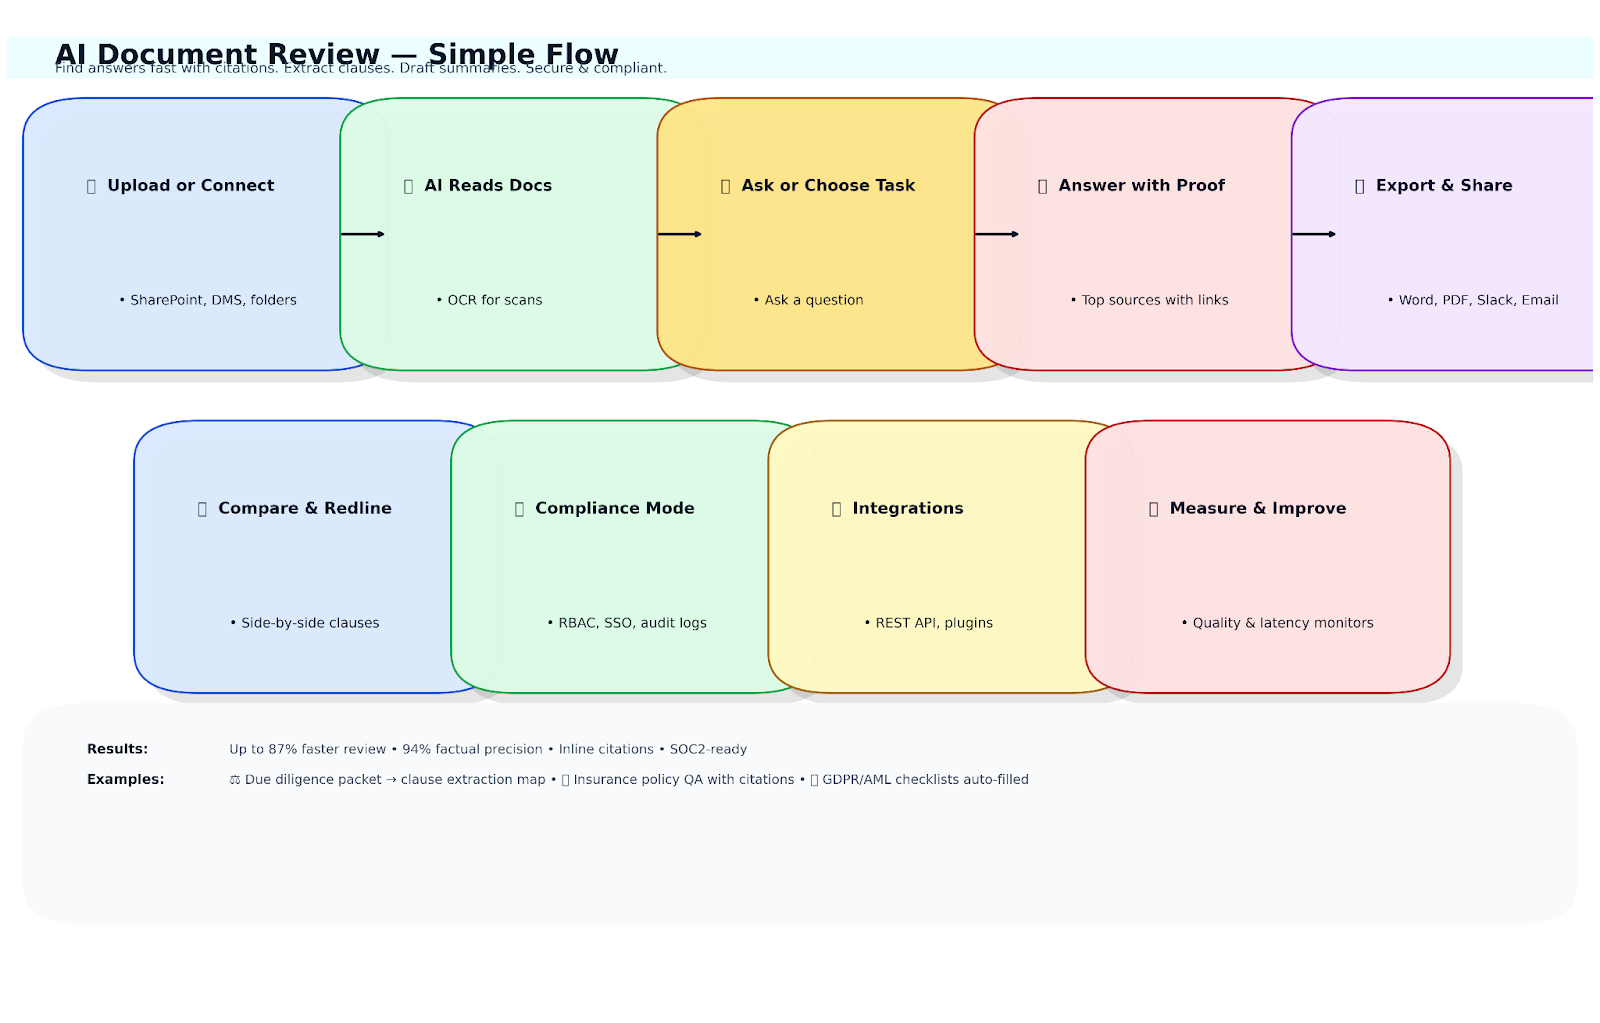 AI Document Review — Simple Flow
Find answers fast with citations. Extract clauses. Draft summaries. Secure & compliant.
Upload or Connect
• SharePoint, DMS, folders
AI Reads Docs
• OCR for scans
Ask or Choose Task
• Ask a question
Answer with Proof
• Top sources with links
Export & Share
• Word, PDF, Slack, Email
Compare & Redline
• Side-by-side clauses
Compliance Mode
• RBAC, SSO, audit logs
Integrations
• REST API, plugins
Measure & Improve
• Quality & latency monitors
Results: Up to 87% faster review • 94% factual precision • Inline citations • SOC2-ready
Examples: ⚖ Due diligence packet → clause extraction map • Insurance policy QA with citations • GDPR/AML checklists auto-filled